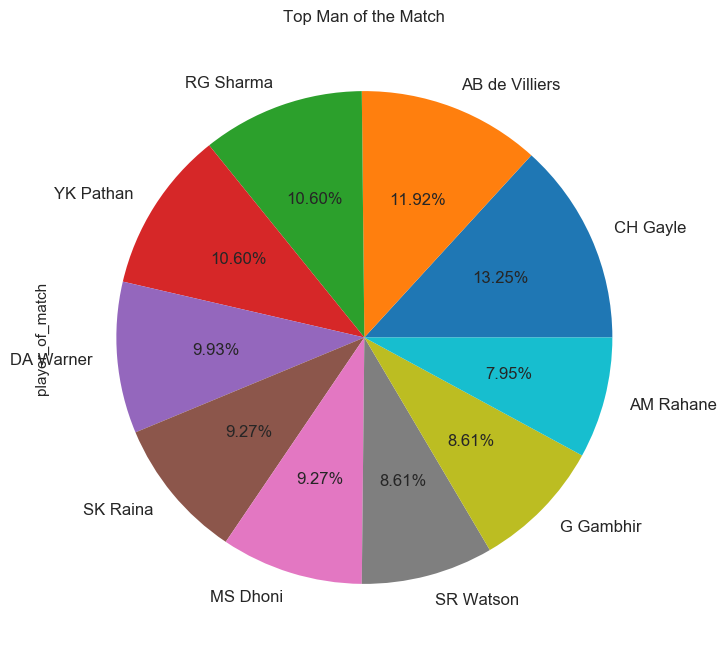 Top Man of the Match
RG Sharma
AB de Villiers
YK Pathan
CH Gayle
10.60%
11.92%
10.60%
13.25%
player_of_match
DA Warner
9.93%
7.95%
AM Rahane
9.27%
8.61%
SK Raina
9.27%
8.61%
G Gambhir
MS Dhoni
SR Watson